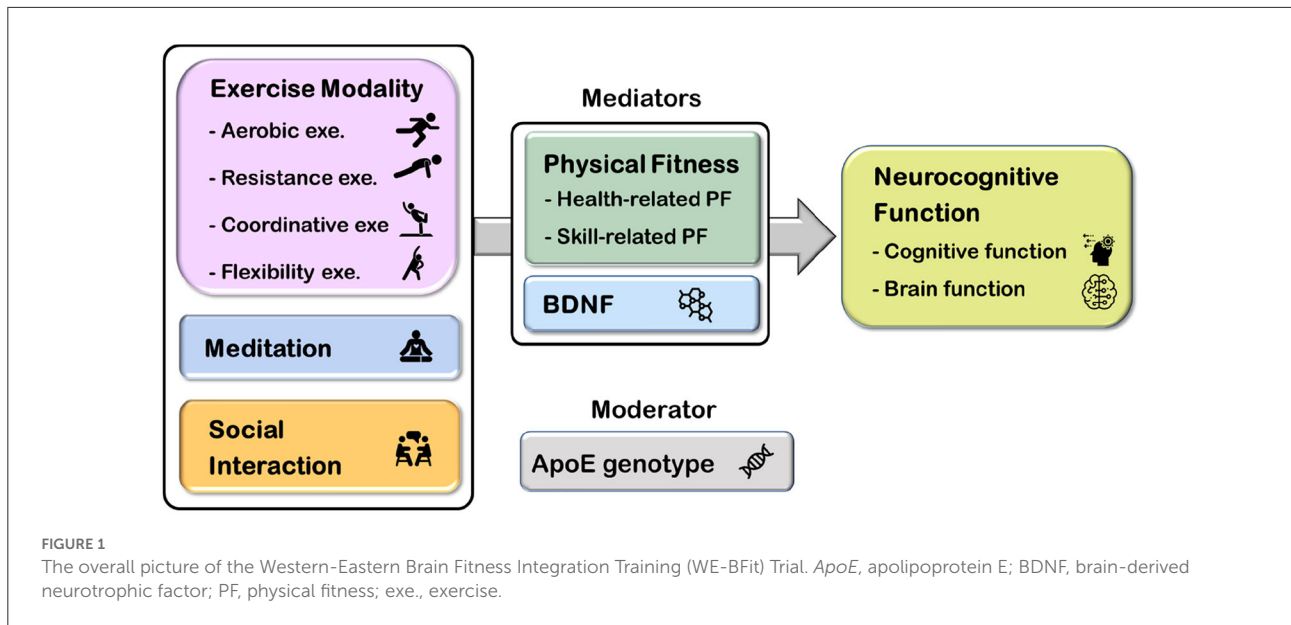 Exercise Modality
- Aerobic exe.
- Resistance exe.
- Coordinative exe
- Flexibility exe.
Meditation
Social
Interaction
Mediators
Physical Fitness
- Health-related PF
- Skill-related PF
BDNF
Moderator
ApoE genotype
Neurocognitive
Function
- Cognitive function
- Brain function
FIGURE 1
The overall picture of the Western-Eastern Brain Fitness Integration Training (WE-BFit) Trial. ApoE, apolipoprotein E; BDNF, brain-derived
neurotrophic factor; PF, physical fitness; exe., exercise.